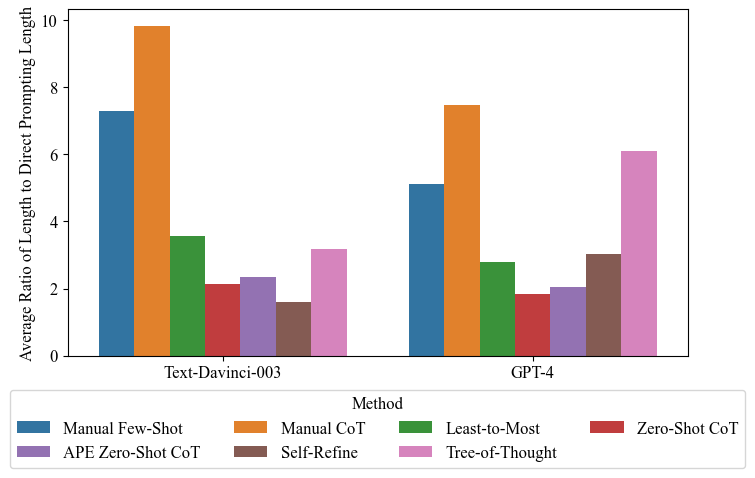 Average Ratio of Length to Direct Prompting Length
10
8
6
4
2
0
Text-Davinci-003 GPT-4
Method
Manual Few-Shot Manual CoT Least-to-Most Zero-Shot CoT
APE Zero-Shot CoT Self-Refine Tree-of-Thought